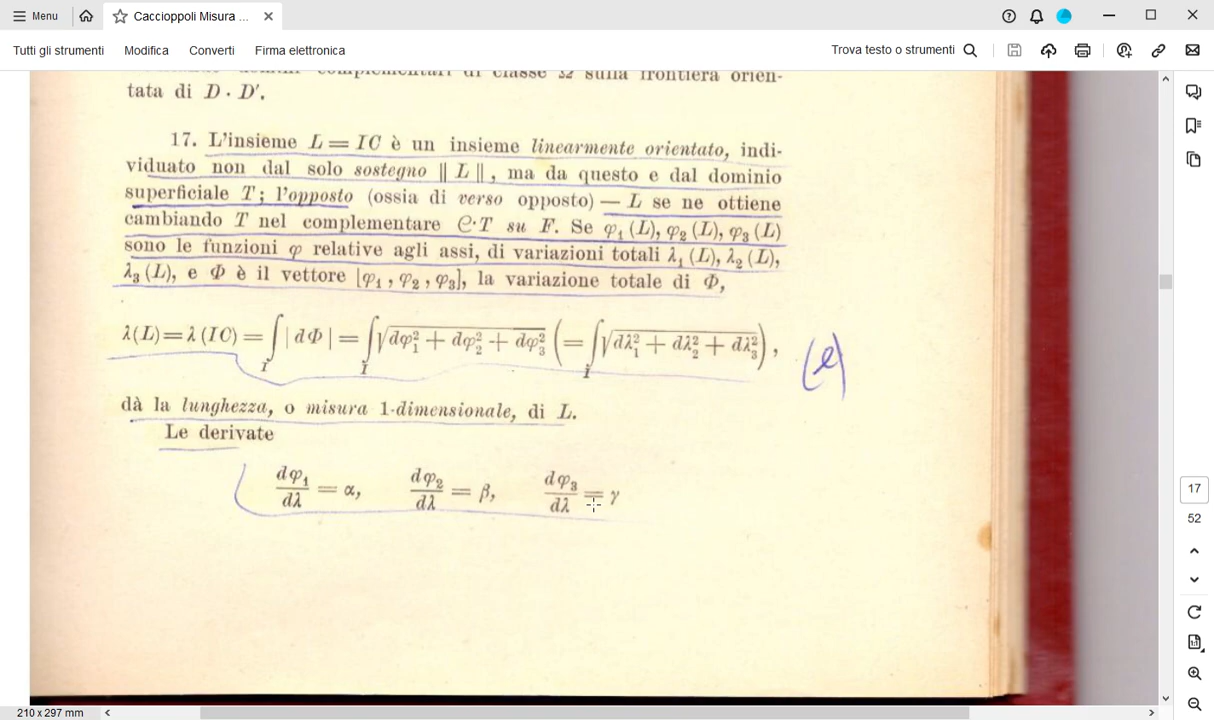 Menu
Caccioppoli Misura ...
Tutti gli strumenti Modifica Converti Firma elettronica Trova testo o strumenti
tata di D · D'.
17. L'insieme L = IC è un insieme linearmente orientato, indi-
viduato non dal solo sostegno || L ||, ma da questo e dal dominio
superficiale T; l'opposto (ossia di verso opposto) — L se ne ottiene
cambiando T nel complementare C·T su F. Se φ₁ (L), φ₂ (L), φ₃ (L)
sono le funzioni φ relative agli assi, di variazioni totali λ₁ (L), λ₂ (L),
λ₃ (L), e Φ è il vettore [φ₁ , φ₂ , φ₃], la variazione totale di Φ,
λ(L) = λ (IC) = ∫_I | dΦ | = ∫_I √(dφ₁² + dφ₂² + dφ₃²) (= ∫_I √(dλ₁² + dλ₂² + dλ₃²)),
(e)
dà la lunghezza, o misura 1-dimensionale, di L.
Le derivate
dφ₁/dλ = α, dφ₂/dλ = β, dφ₃/dλ = γ
17
52
210 x 297 mm